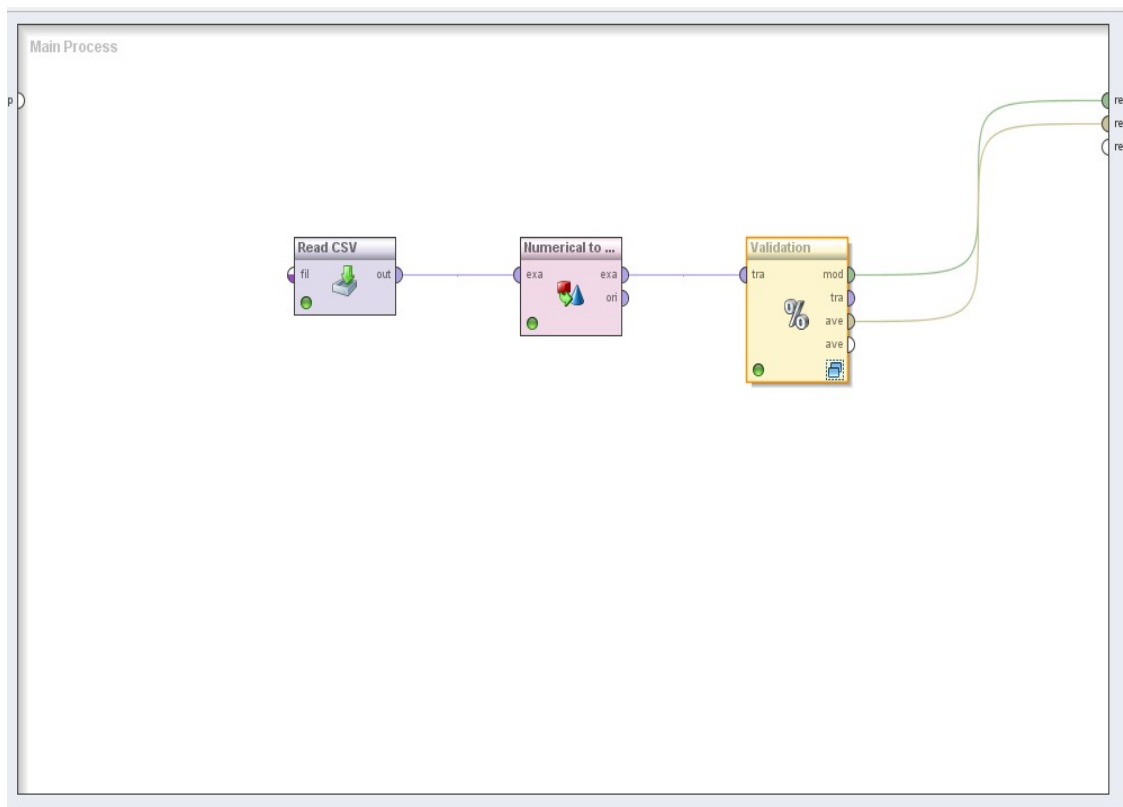 Main Process
p
re
re
re
Read CSV
fil
out
Numerical to ...
exa
exa
ori
Validation
tra
mod
tra
ave
ave
%